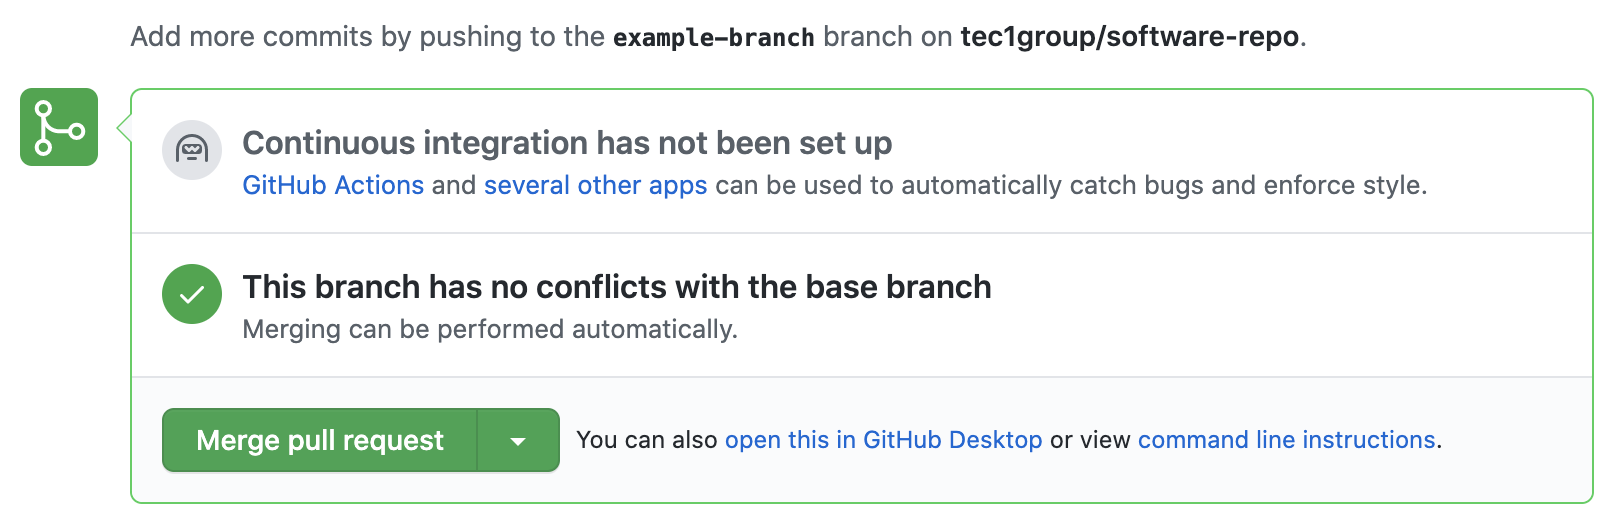 Add more commits by pushing to the example-branch branch on tec1group/software-repo.
Continuous integration has not been set up
GitHub Actions and several other apps can be used to automatically catch bugs and enforce style.
This branch has no conflicts with the base branch
Merging can be performed automatically.
Merge pull request You can also open this in GitHub Desktop or view command line instructions.